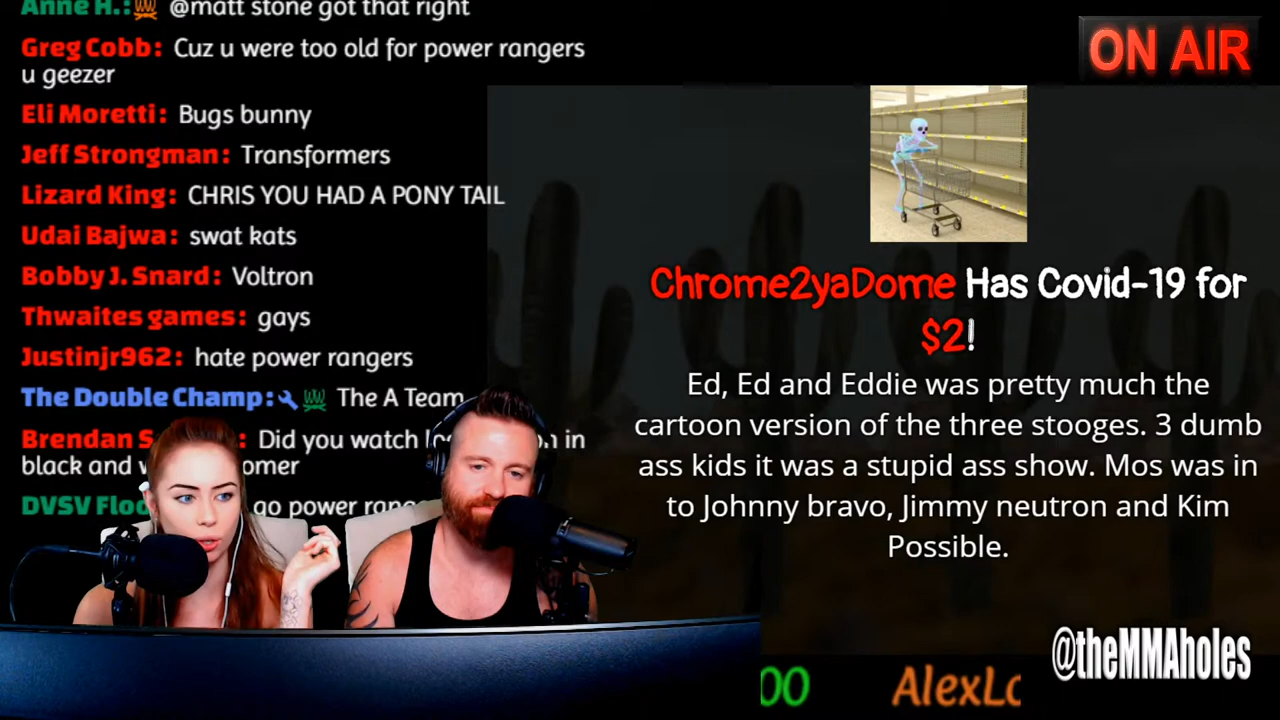 Anne H.: @matt stone got that right
Greg Cobb: Cuz u were too old for power rangers
u geezer
Eli Moretti: Bugs bunny
Jeff Strongman: Transformers
Lizard King: CHRIS YOU HAD A PONY TAIL
Udai Bajwa: swat kats
Bobby J. Snard: Voltron
Thwaites games: gays
Justinjr962: hate power rangers
The Double Champ: The A Team
Brendan S : Did you watch in
black and
DVSV go power
ON AIR
Chrome2yaDome Has Covid-19 for
$2!
Ed, Ed and Eddie was pretty much the
cartoon version of the three stooges. 3 dumb
ass kids it was a stupid ass show. Mos was in
to Johnny bravo, Jimmy neutron and Kim
Possible.
@theMMAholes
00 AlexLo